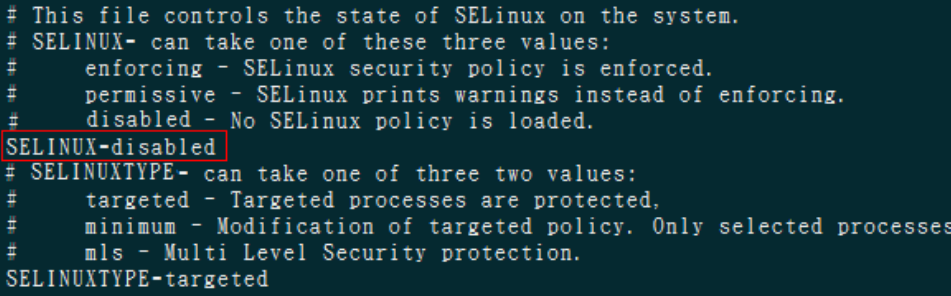 # This file controls the state of SELinux on the system.
# SELINUX- can take one of these three values:
#     enforcing - SELinux security policy is enforced.
#     permissive - SELinux prints warnings instead of enforcing.
#     disabled - No SELinux policy is loaded.
SELINUX-disabled
# SELINUXTYPE- can take one of three two values:
#     targeted - Targeted processes are protected,
#     minimum - Modification of targeted policy. Only selected processes
#     mls - Multi Level Security protection.
SELINUXTYPE-targeted